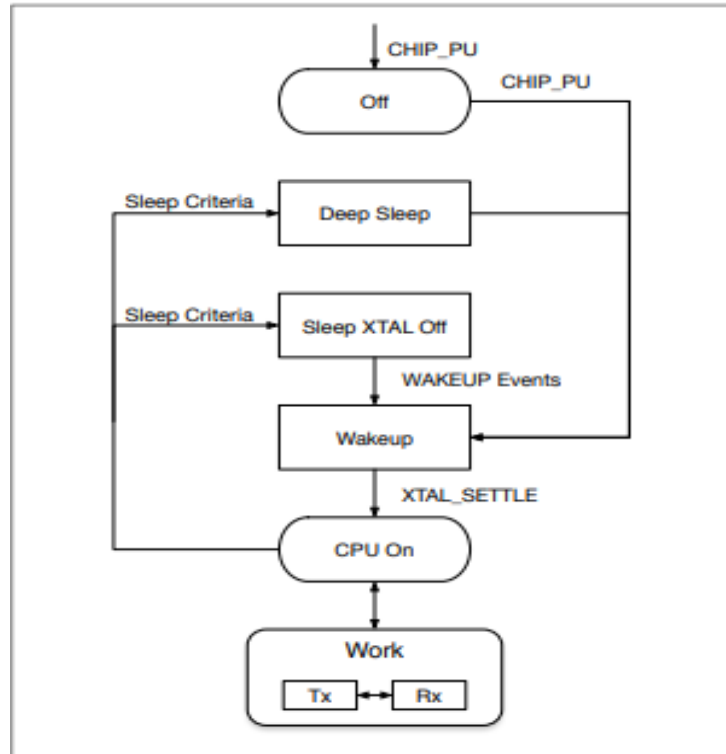 CHIP_PU
CHIP_PU
Off
Sleep Criteria
Deep Sleep
Sleep Criteria
Sleep XTAL Off
WAKEUP Events
Wakeup
XTAL_SETTLE
CPU On
Work
Tx
Rx